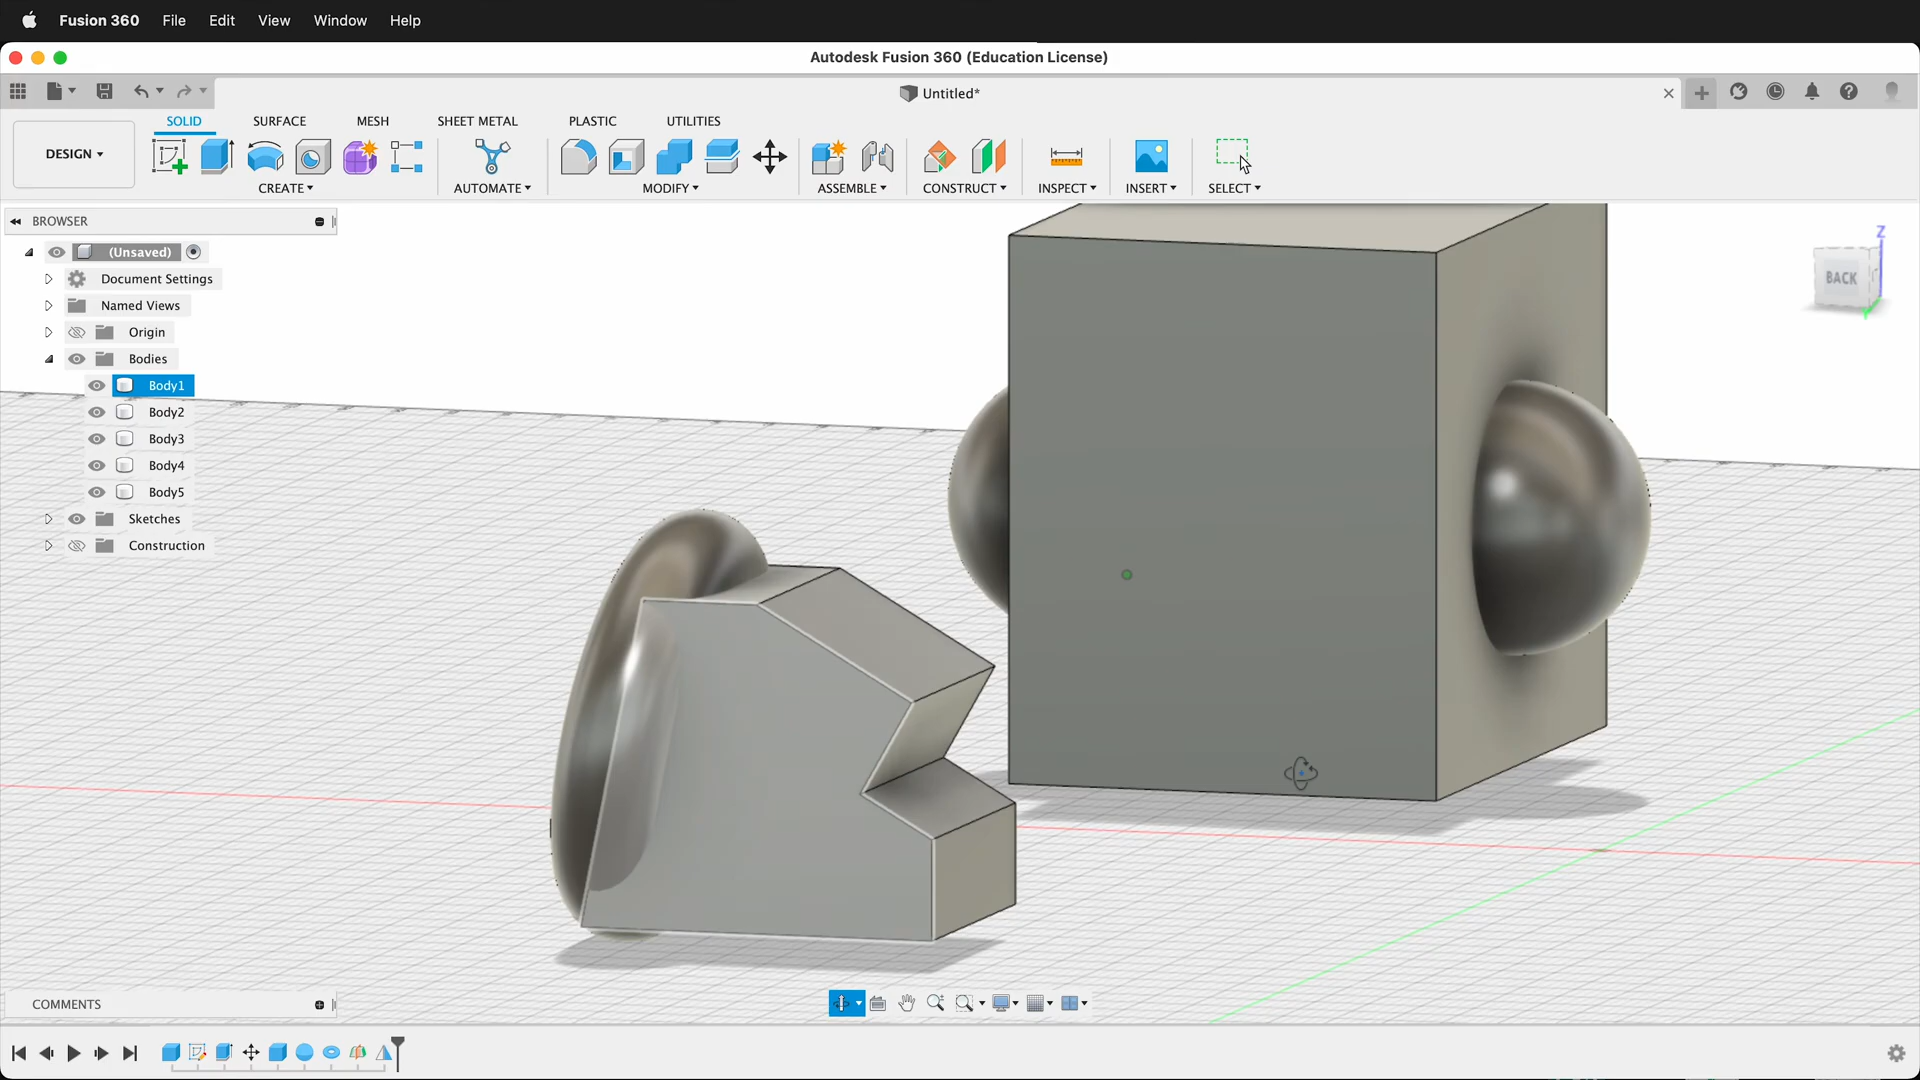 Fusion 360 File Edit View Window Help
Autodesk Fusion 360 (Education License)
Untitled*
SOLID SURFACE MESH SHEET METAL PLASTIC UTILITIES
DESIGN
CREATE AUTOMATE MODIFY ASSEMBLE CONSTRUCT INSPECT INSERT SELECT
BROWSER
(Unsaved)
Document Settings
Named Views
Origin
Bodies
Body1
Body2
Body3
Body4
Body5
Sketches
Construction
Z
BACK
Y
COMMENTS